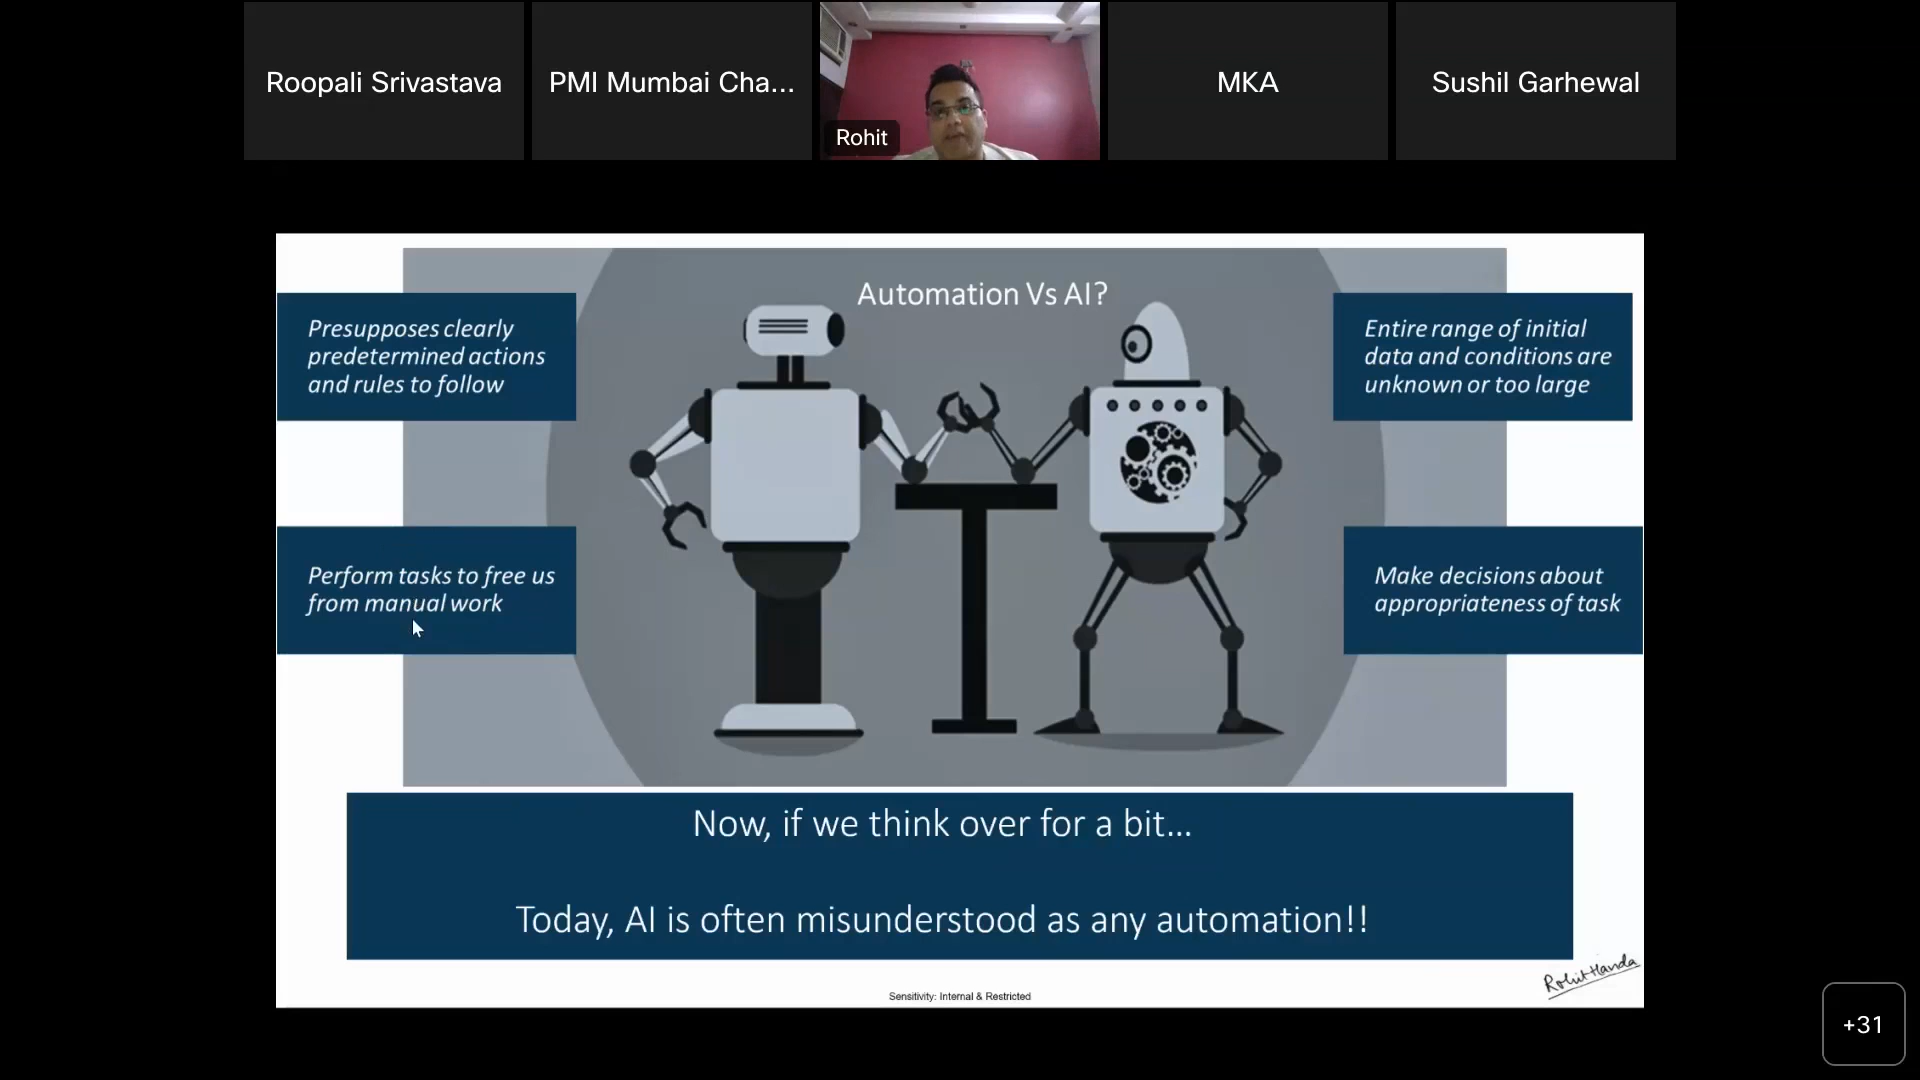 Roopali Srivastava
PMI Mumbai Cha...
Rohit
MKA
Sushil Garhewal
Automation Vs AI?
Presupposes clearly
predetermined actions
and rules to follow
Entire range of initial
data and conditions are
unknown or too large
Perform tasks to free us
from manual work
Make decisions about
appropriateness of task
Now, if we think over for a bit...
Today, AI is often misunderstood as any automation!!
Rohit Handa
Sensitivity: Internal & Restricted
+31